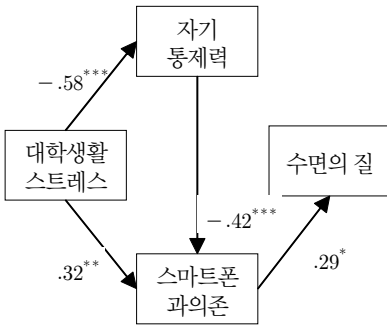 자기
통제력
− .58***
대학생활
스트레스
수면의 질
− .42***
.32**
스마트폰
과의존
.29*